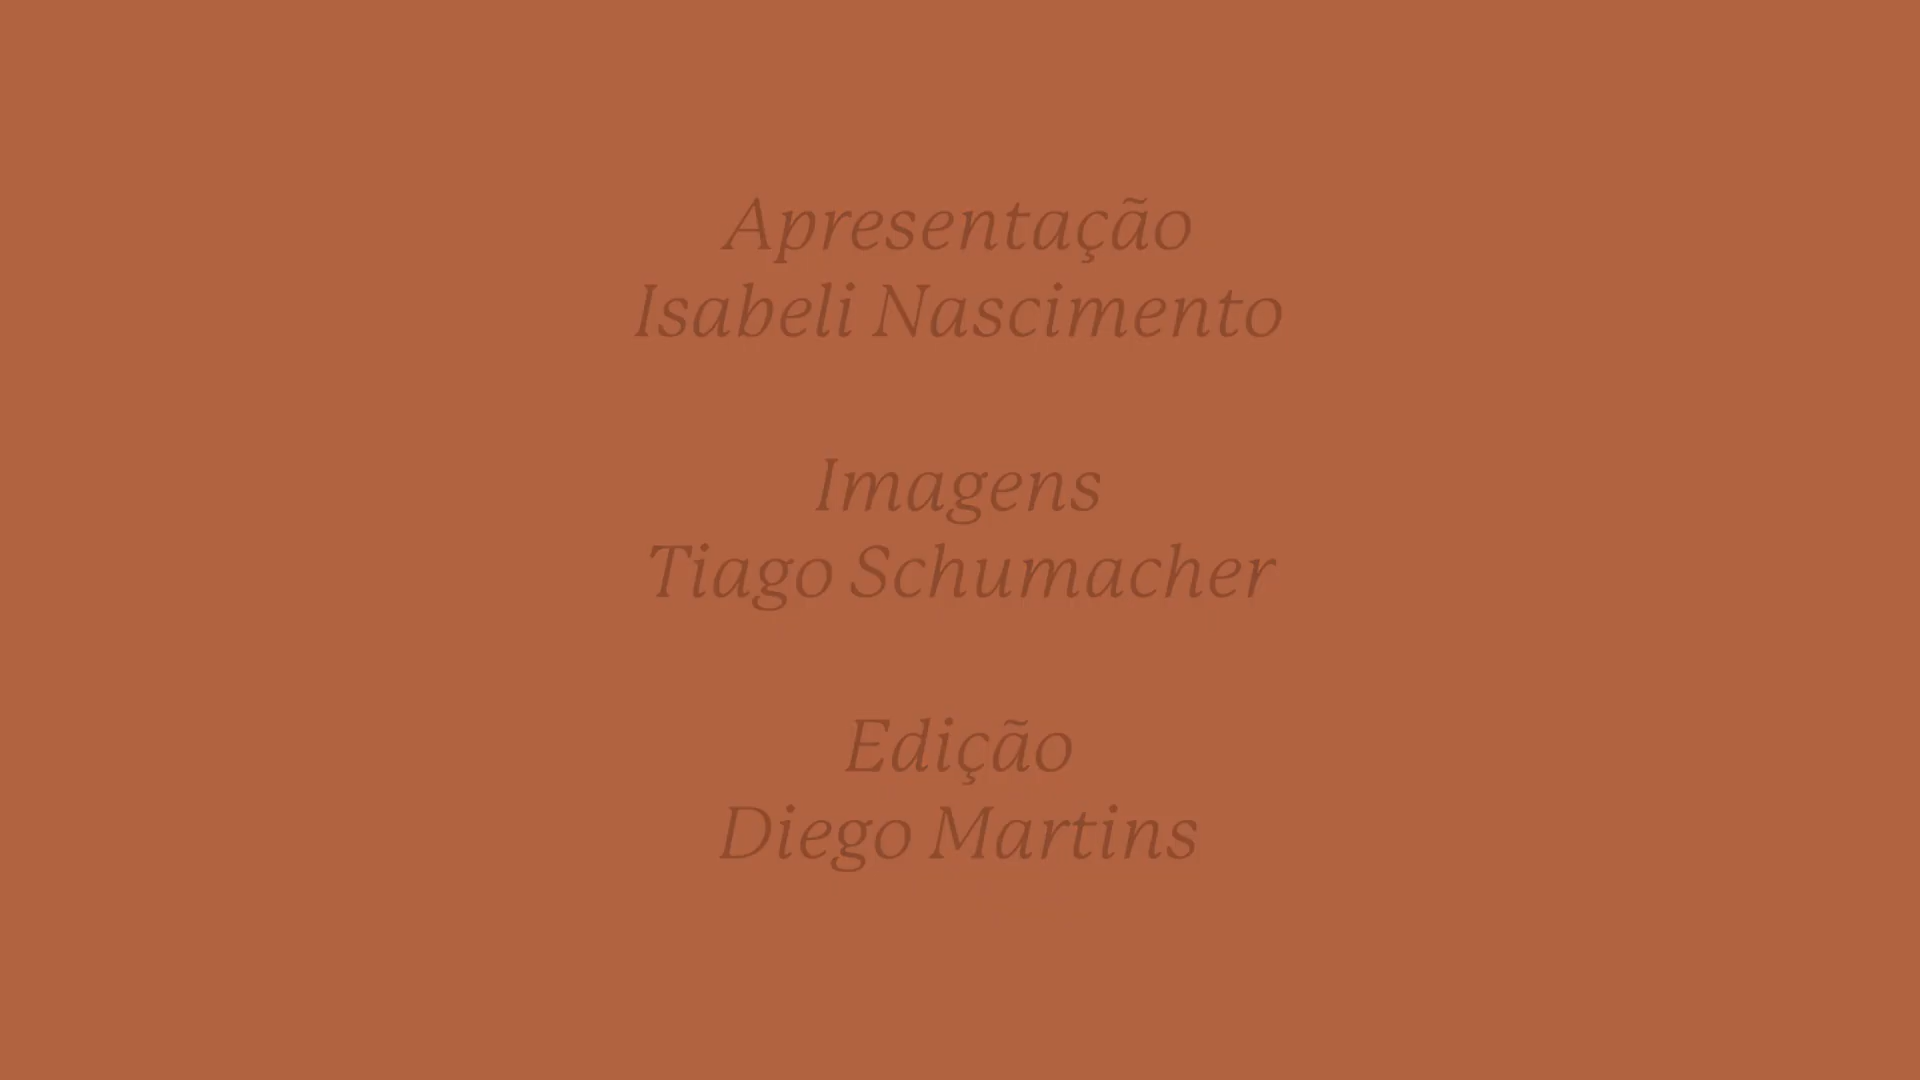 Apresentação
Isabeli Nascimento
Imagens
Tiago Schumacher
Edição
Diego Martins